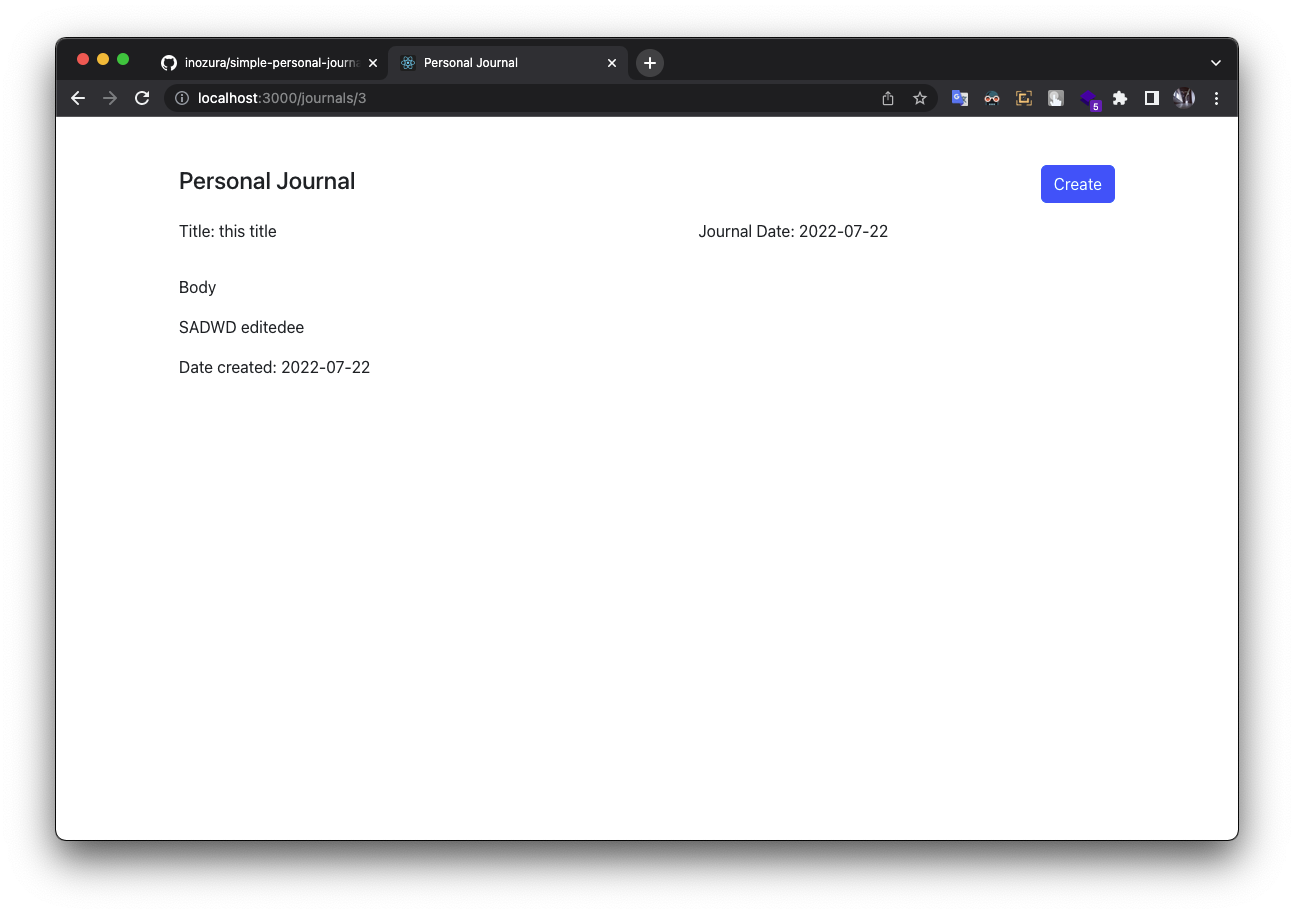 inozura/simple-personal-journa
Personal Journal
localhost:3000/journals/3
5
Personal Journal
Create
Title: this title
Journal Date: 2022-07-22
Body
SADWD editedee
Date created: 2022-07-22